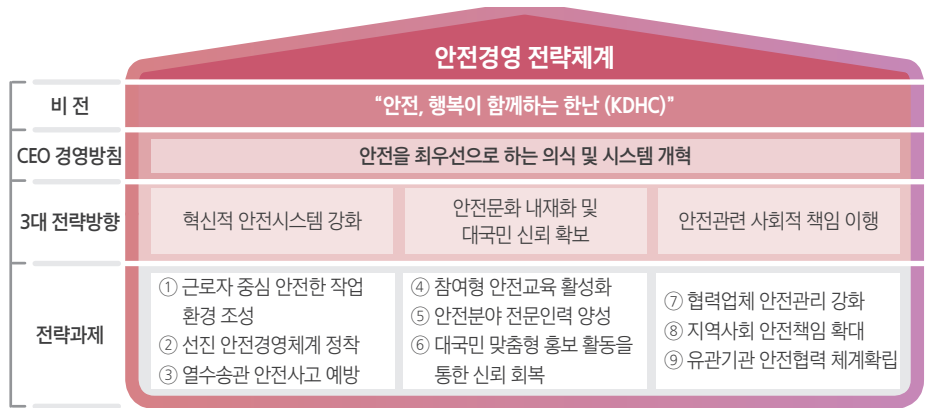 안전경영 전략체계
비 전
“안전, 행복이 함께하는 한난 (KDHC)”
CEO 경영방침
안전을 최우선으로 하는 의식 및 시스템 개혁
3대 전략방향
혁신적 안전시스템 강화
안전문화 내재화 및
대국민 신뢰 확보
안전관련 사회적 책임 이행
전략과제
① 근로자 중심 안전한 작업
환경 조성
② 선진 안전경영체계 정착
③ 열수송관 안전사고 예방
④ 참여형 안전교육 활성화
⑤ 안전분야 전문인력 양성
⑥ 대국민 맞춤형 홍보 활동을
통한 신뢰 회복
⑦ 협력업체 안전관리 강화
⑧ 지역사회 안전책임 확대
⑨ 유관기관 안전협력 체계확립